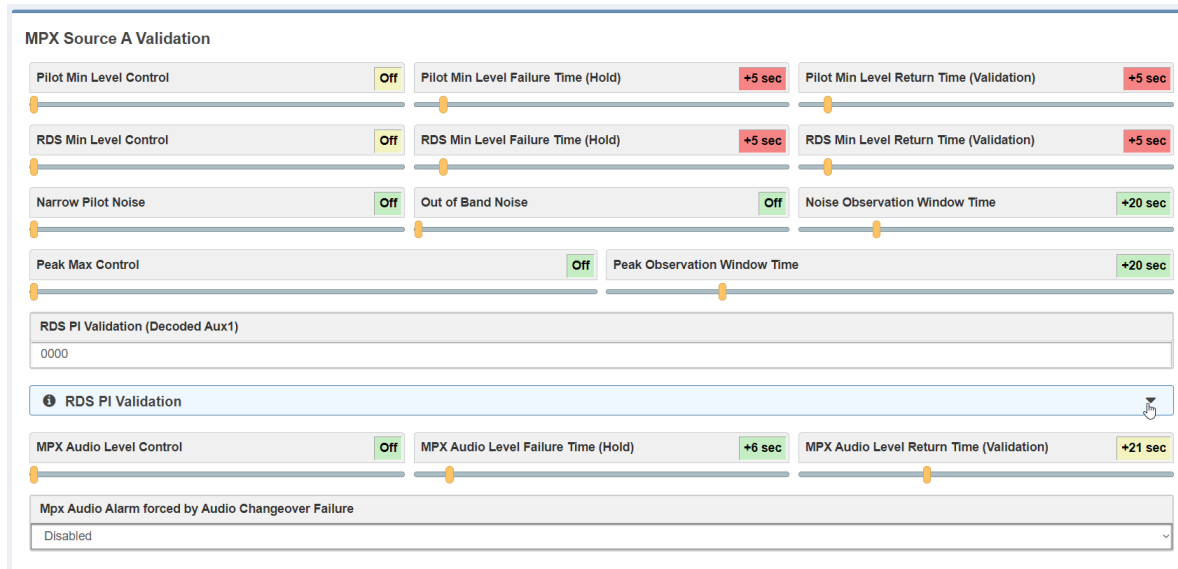 MPX Source A Validation
Pilot Min Level Control Off Pilot Min Level Failure Time (Hold) +5 sec Pilot Min Level Return Time (Validation) +5 sec
RDS Min Level Control Off RDS Min Level Failure Time (Hold) +5 sec RDS Min Level Return Time (Validation) +5 sec
Narrow Pilot Noise Off Out of Band Noise Off Noise Observation Window Time +20 sec
Peak Max Control Off Peak Observation Window Time +20 sec
RDS PI Validation (Decoded Aux1)
0000
RDS PI Validation
MPX Audio Level Control Off MPX Audio Level Failure Time (Hold) +6 sec MPX Audio Level Return Time (Validation) +21 sec
Mpx Audio Alarm forced by Audio Changeover Failure
Disabled